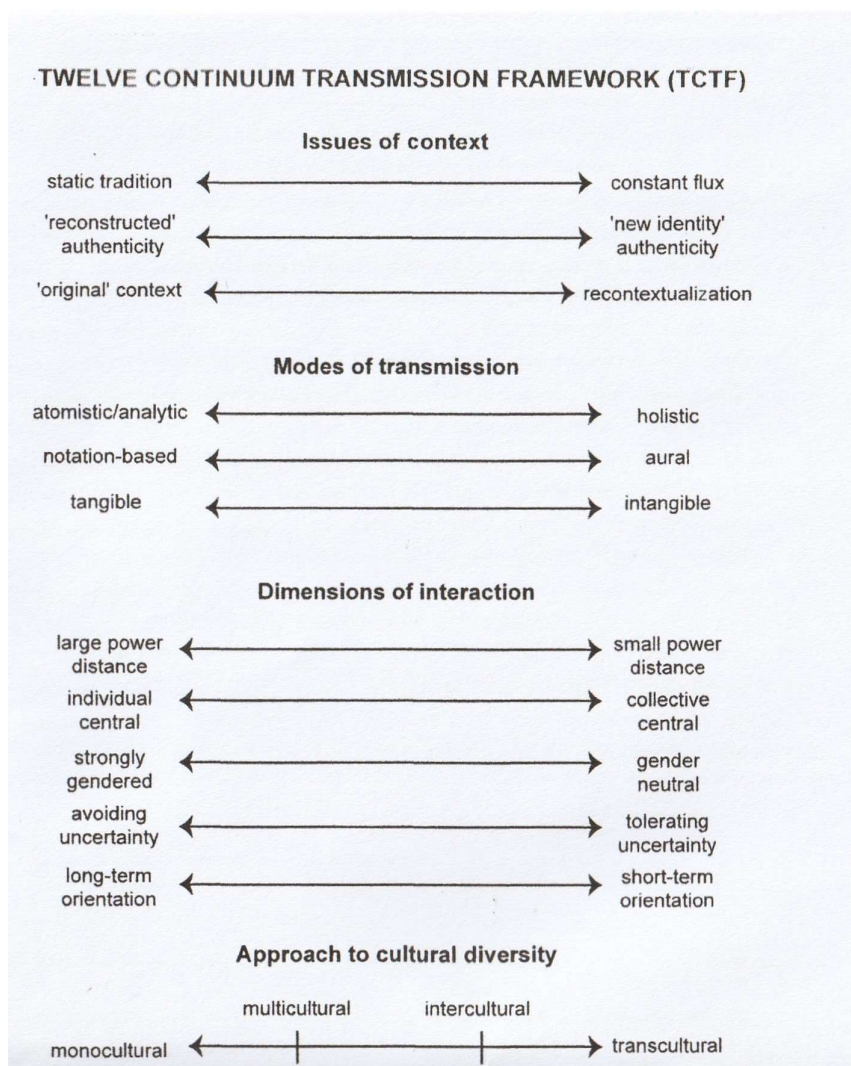 TWELVE CONTINUUM TRANSMISSION FRAMEWORK (TCTF)
Issues of context
static tradition constant flux
'reconstructed' authenticity 'new identity' authenticity
'original' context recontextualization
Modes of transmission
atomistic/analytic holistic
notation-based aural
tangible intangible
Dimensions of interaction
large power distance small power distance
individual central collective central
strongly gendered gender neutral
avoiding uncertainty tolerating uncertainty
long-term orientation short-term orientation
Approach to cultural diversity
multicultural intercultural
monocultural transcultural